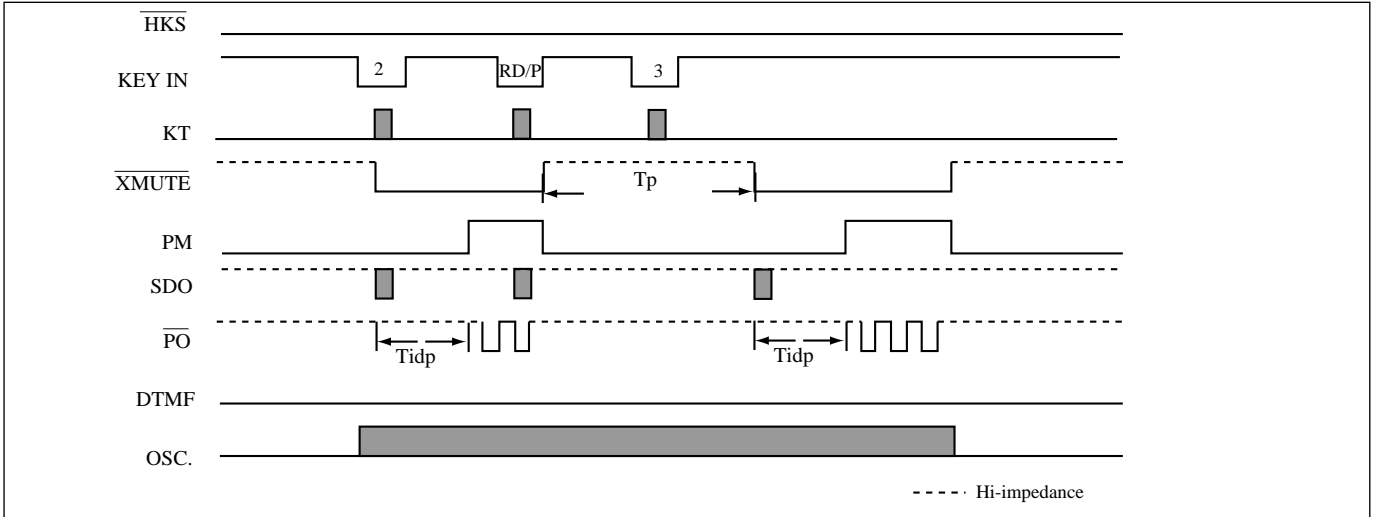 HKS
KEY IN
2
RD/P
3
KT
XMUTE
Tp
PM
SDO
PO
Tidp
Tidp
DTMF
OSC.
Hi-impedance